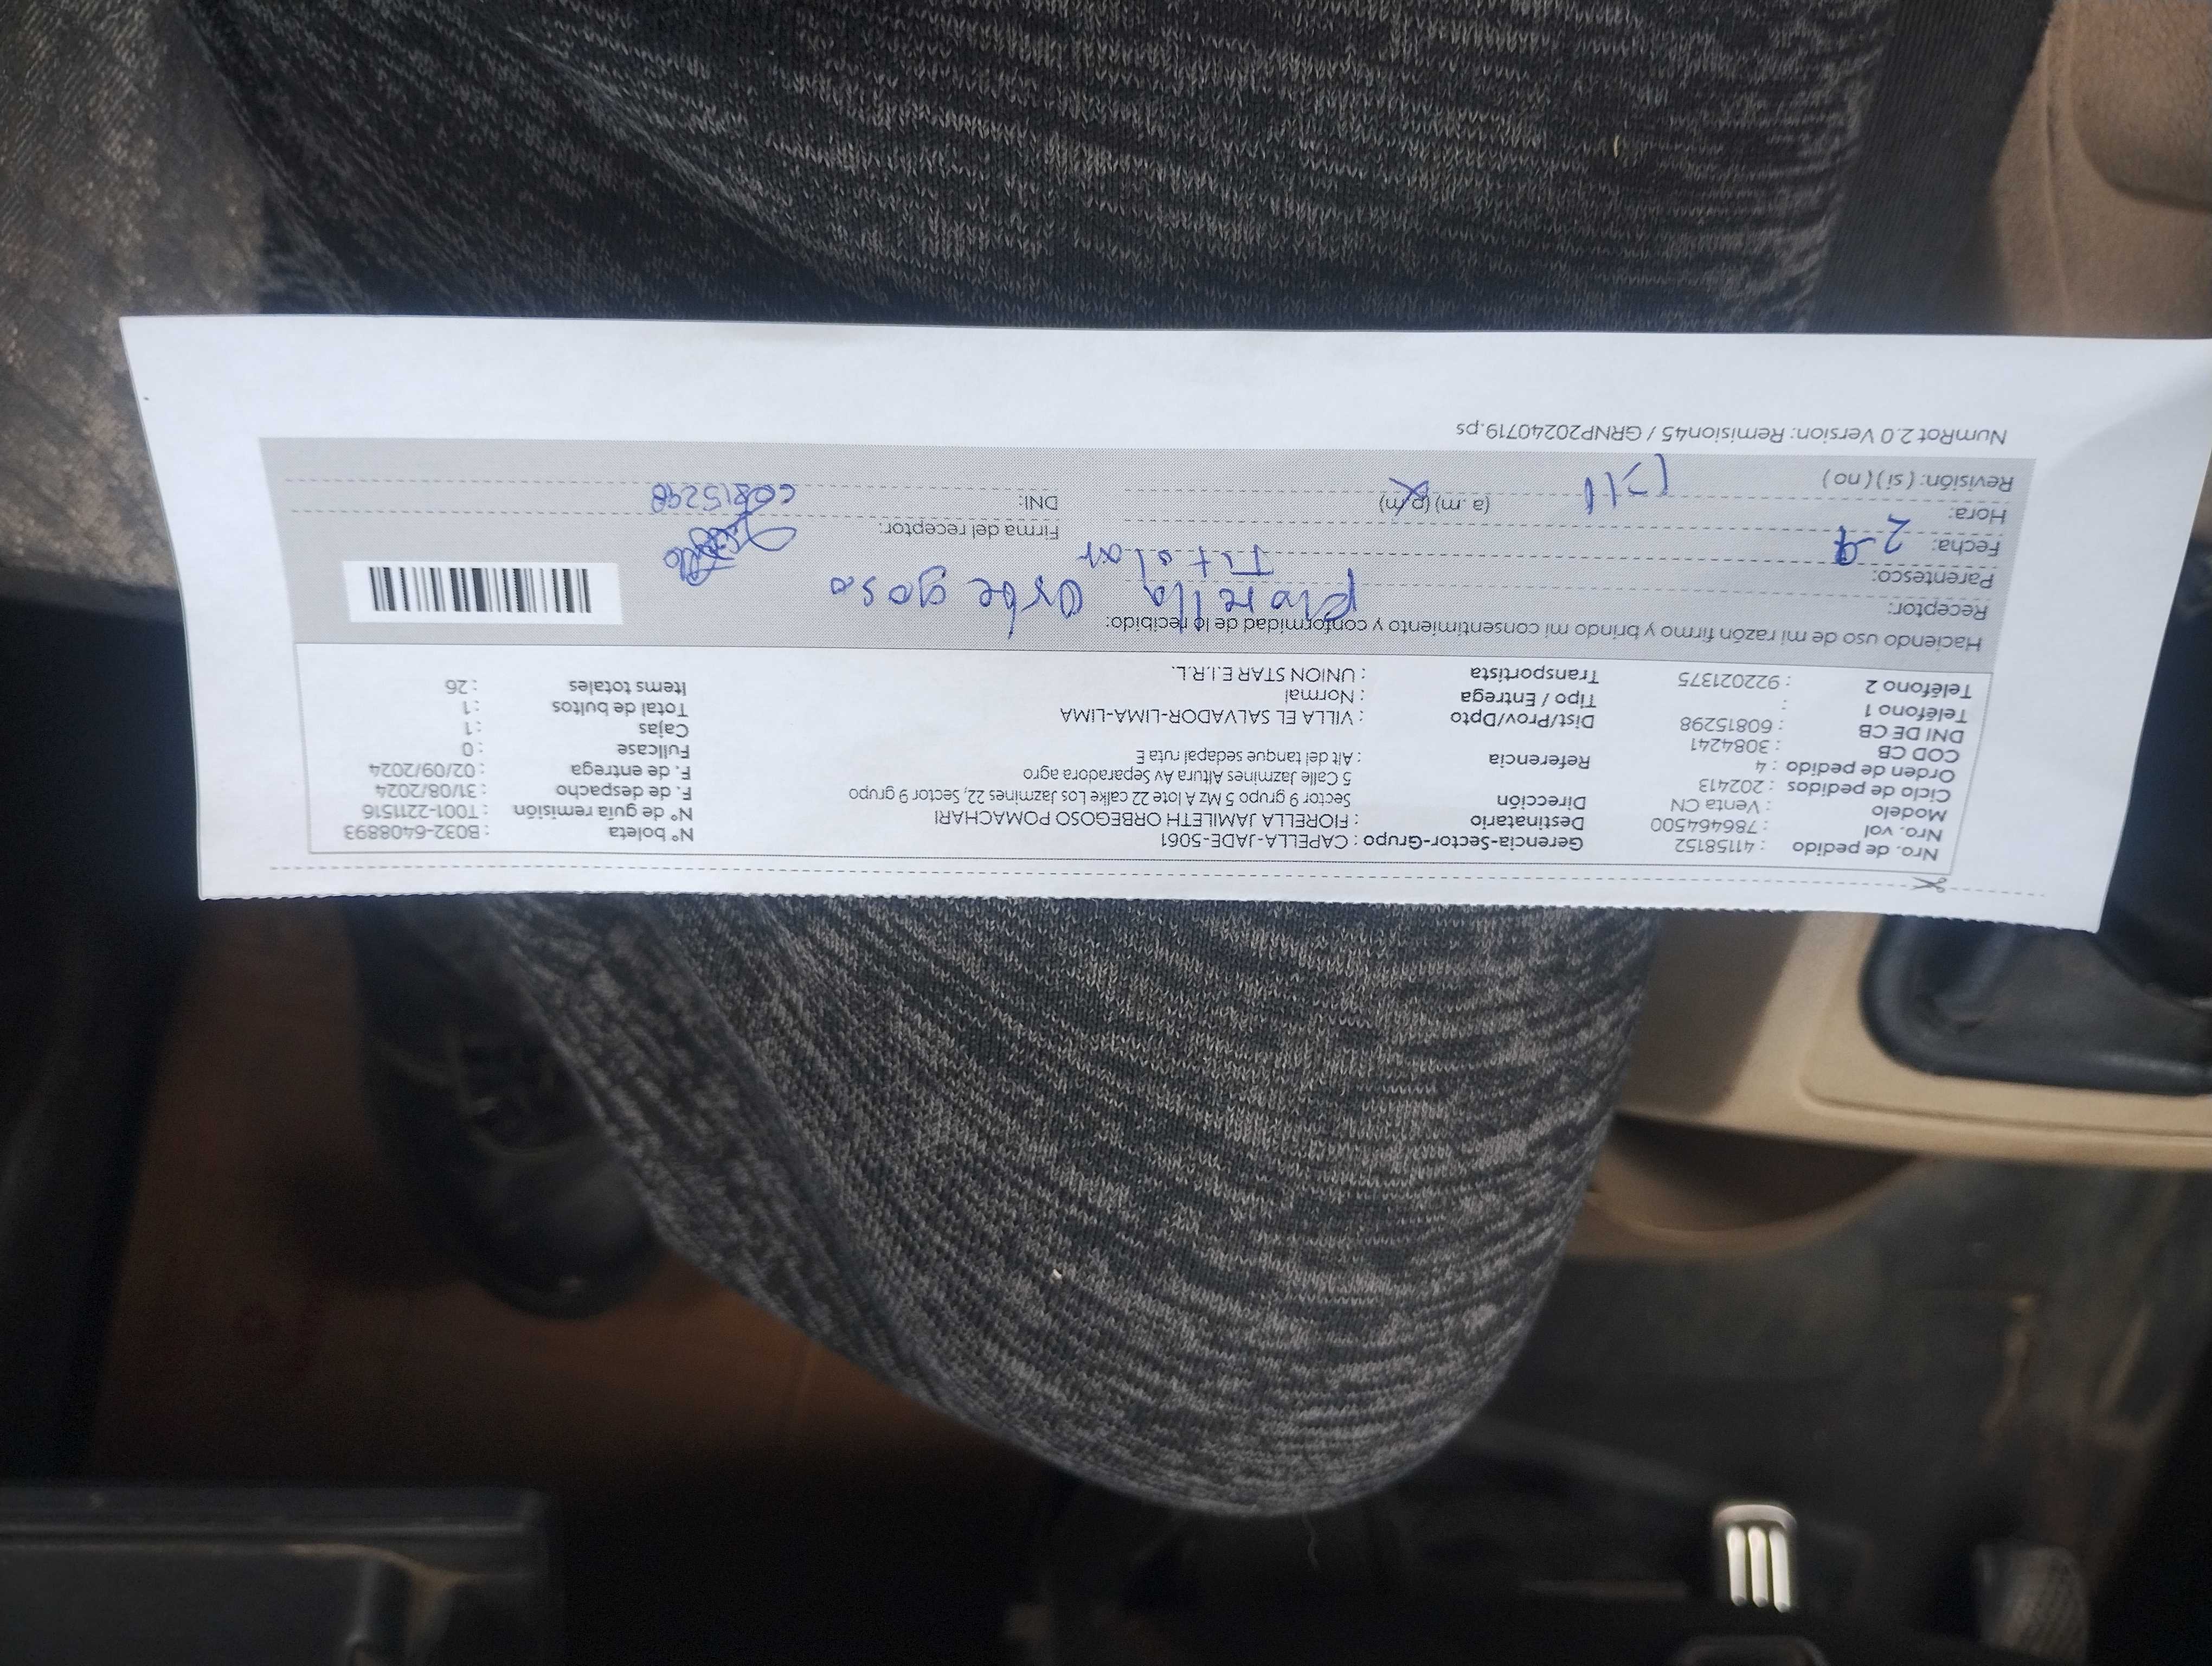 Nro. de pedido : 41158152 Gerencia-Sector-Grupo : CAPELLA-JADE-5061 N° boleta : B032-6408893
Nro. vol : 786464500 Destinatario : FIORELLA JAMILETH ORBEGOSO POMACHARI N° de guía remisión : T001-2211516
Modelo : Venta CN Dirección Sector 9 grupo 5 Mz A lote 22 calke Los Jazmines 22, Sector 9 grupo F. de despacho : 31/08/2024
Ciclo de pedidos : 202413 5 Calle Jazmines Altura Av Separadora agro F. de entrega : 02/09/2024
Orden de pedido : 4 Referencia : Alt del tanque sedapal ruta E Fullcase : 0
COD CB : 3084241 Cajas : 1
DNI DE CB : 60815298 Dist/Prov/Dpto : VILLA EL SALVADOR-LIMA-LIMA Total de bultos : 1
Teléfono 1 : Tipo / Entrega : Normal Items totales : 26
Teléfono 2 : 922021375 Transportista : UNION STAR E.I.R.L.
Haciendo uso de mi razón firmo y brindo mi consentimiento y conformidad de lo recibido:
Receptor: Fiorella Orbegoso
Parentesco: Titular
Fecha: 2-9 Firma del receptor:
Hora: (a .m) (p/m) DNI: 60815298
Revisión: ( si ) ( no )
NumRot 2.0 Version: Remision45 / GRNP20240719.ps